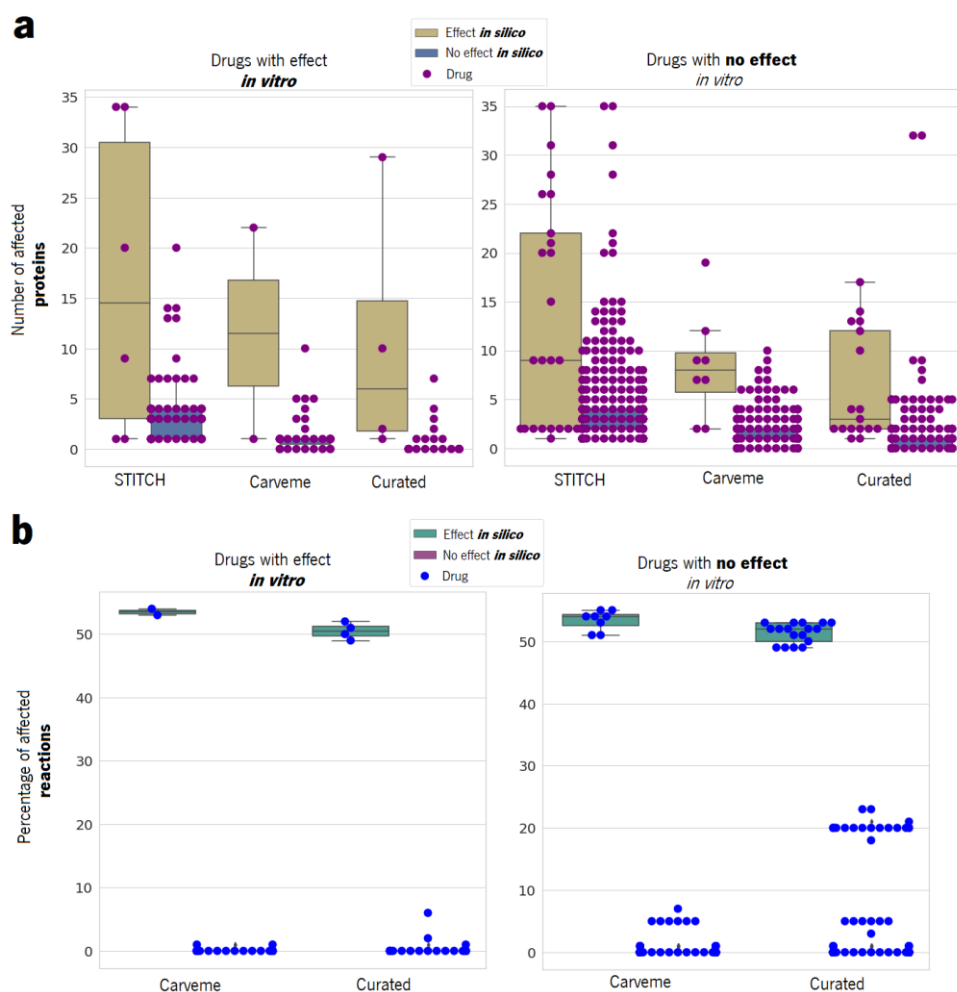 a
Effect in silico
No effect in silico
Drug
Drugs with effect
in vitro
Drugs with no effect
in vitro
Number of affected
proteins
35
30
25
20
15
10
5
0
STITCH
Carveme
Curated
35
30
25
20
15
10
5
0
STITCH
Carveme
Curated
b
Effect in silico
No effect in silico
Drug
Drugs with effect
in vitro
Drugs with no effect
in vitro
Percentage of affected
reactions
50
40
30
20
10
0
Carveme
Curated
50
40
30
20
10
0
Carveme
Curated